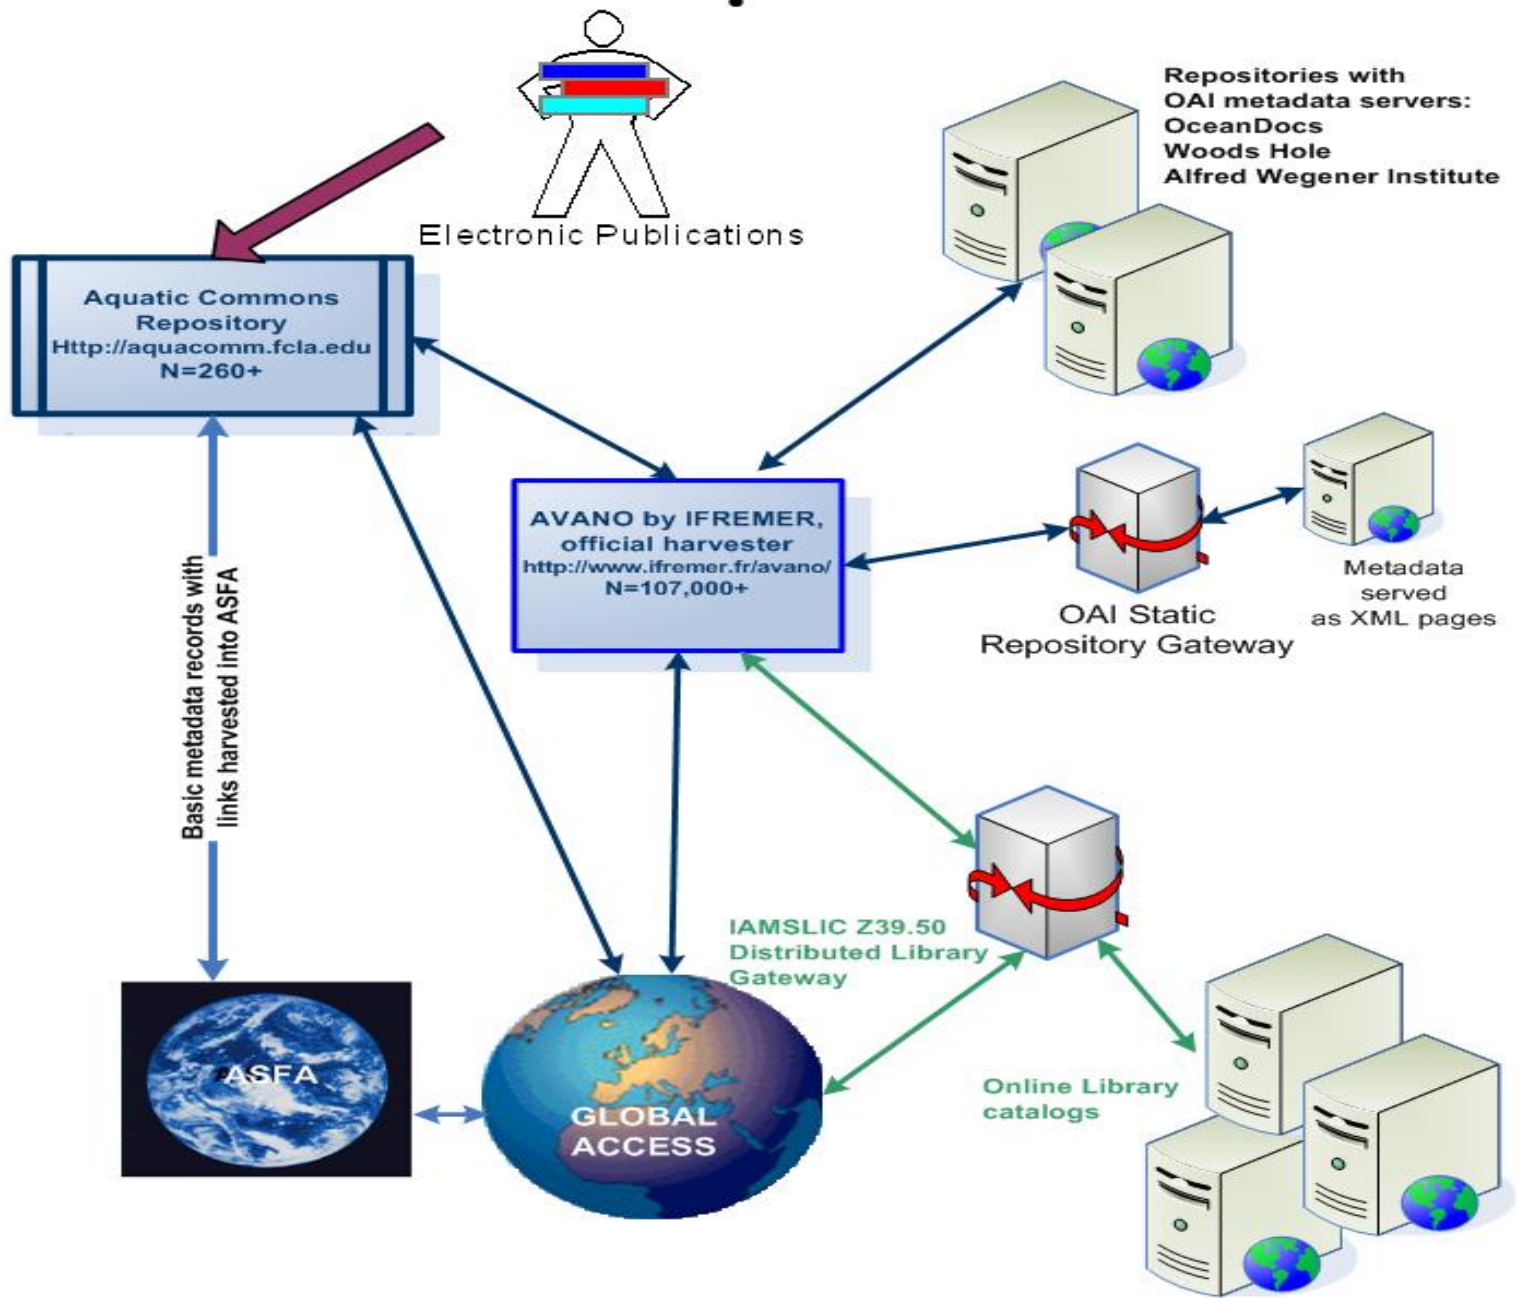 Repositories with
OAI metadata servers:
OceanDocs
Woods Hole
Alfred Wegener Institute
Electronic Publications
Aquatic Commons
Repository
Http://aquacomm.fcla.edu
N=260+
AVANO by IFREMER,
official harvester
http://www.ifremer.fr/avano/
N=107,000+
OAI Static
Repository Gateway
Metadata
served
as XML pages
Basic metadata records with
links harvested into ASFA
IAMSLIC Z39.50
Distributed Library
Gateway
ASFA
GLOBAL
ACCESS
Online Library
catalogs